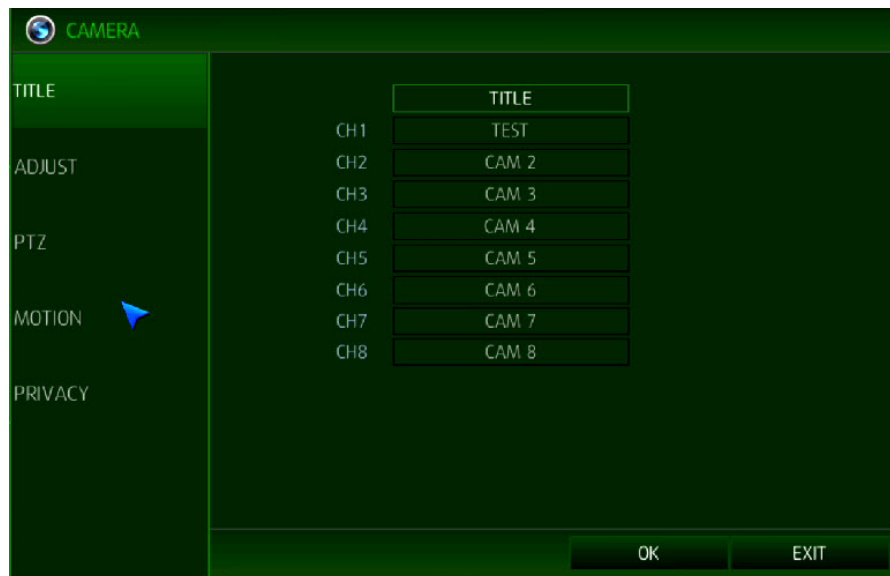 CAMERA
TITLE
ADJUST
PTZ
MOTION
PRIVACY
TITLE
CH1 TEST
CH2 CAM 2
CH3 CAM 3
CH4 CAM 4
CH5 CAM 5
CH6 CAM 6
CH7 CAM 7
CH8 CAM 8
OK EXIT